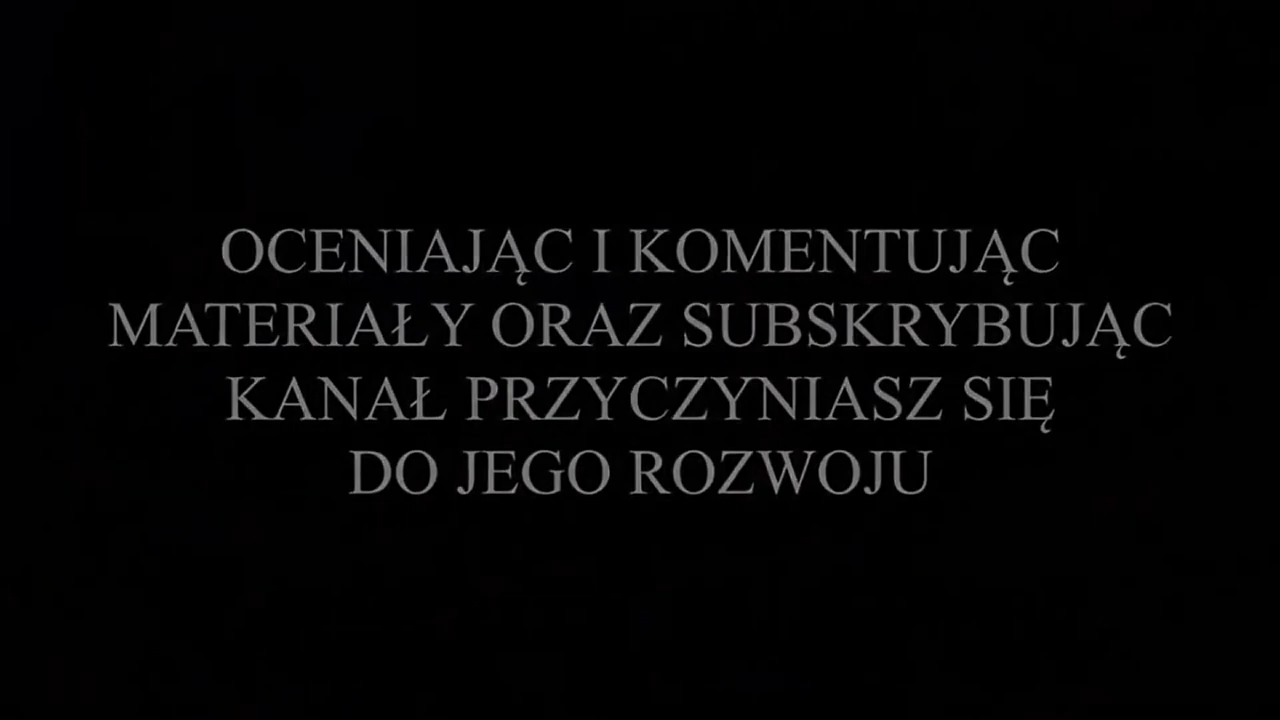 OCENIAJĄC I KOMENTUJĄC
MATERIAŁY ORAZ SUBSKRYBUJĄC
KANAŁ PRZYCZYNIASZ SIĘ
DO JEGO ROZWOJU